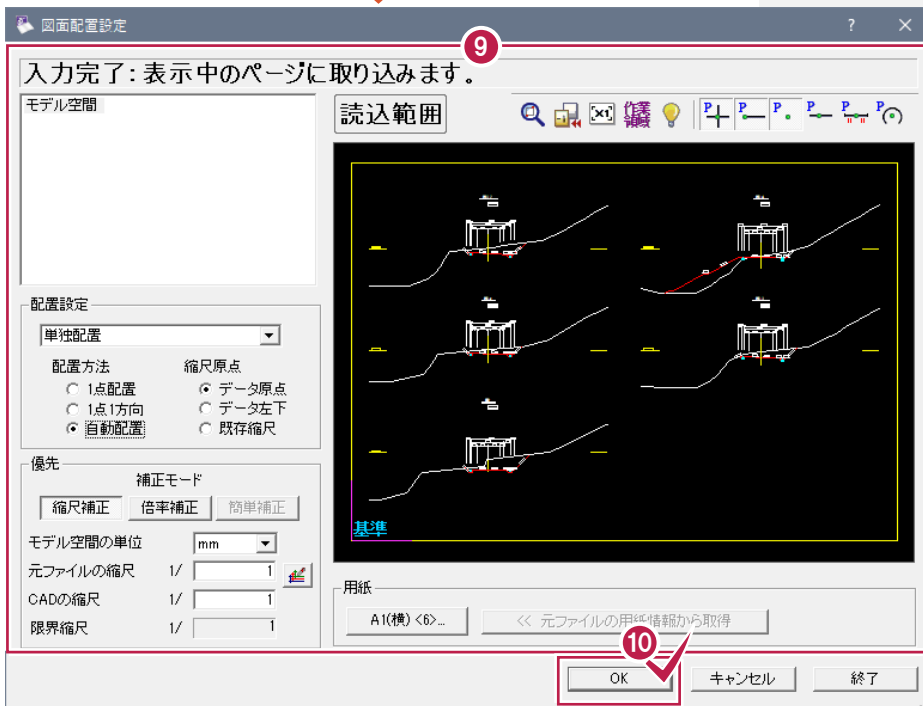 図面配置設定
?
×
9
入力完了:表示中のページに取り込みます。
モデル空間
読込範囲
作業領域
P P P P P P
基準
配置設定
単独配置
配置方法
縮尺原点
1点配置
データ原点
1点1方向
データ左下
自動配置
既存縮尺
優先
補正モード
縮尺補正
倍率補正
簡単補正
モデル空間の単位
mm
元ファイルの縮尺 1/ 1
CADの縮尺 1/ 1
限界縮尺 1/ 1
用紙
A1(横)<6>...
<< 元ファイルの用紙情報から取得
10
OK
キャンセル
終了